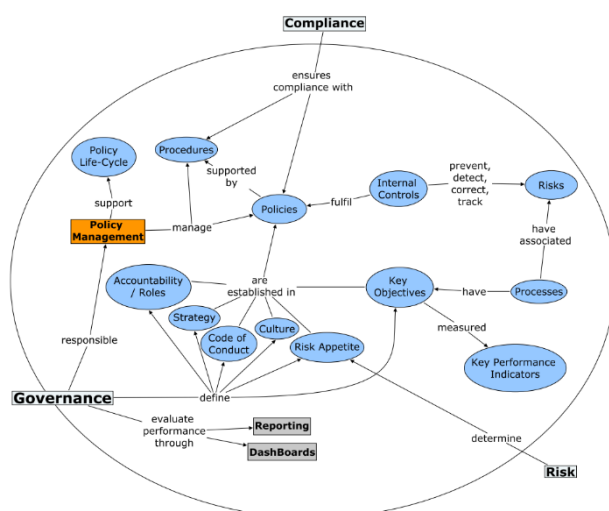 Compliance
ensures
compliance with
Policy
Life-Cycle
Procedures
supported
by
Internal
Controls
prevent,
detect,
correct,
track
Risks
support
Policies
fulfil
Policy
Management
manage
have
associated
Accountability
/ Roles
are
established in
Key
Objectives
have
Processes
Strategy
Culture
Code of
Conduct
Risk Appetite
measured
responsible
Key Performance
Indicators
Governance
define
evaluate
performance
through
Reporting
DashBoards
determine
Risk